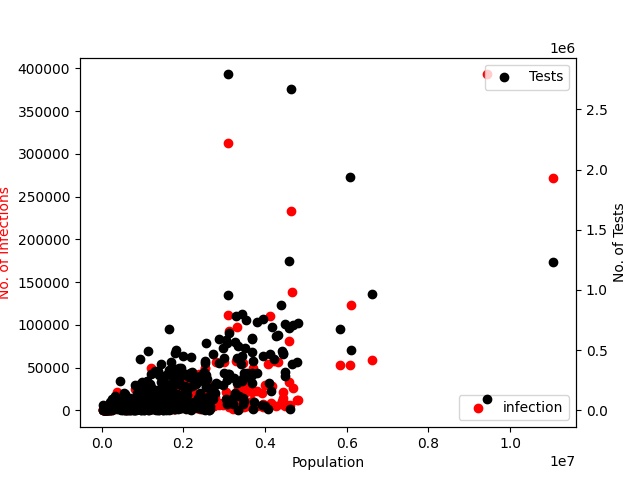 1e6
Tests
400000
350000
300000
250000
200000
150000
100000
50000
0
No. of Infections
2.5
2.0
1.5
1.0
0.5
0.0
No. of Tests
infection
0.0 0.2 0.4 0.6 0.8 1.0
Population
1e7